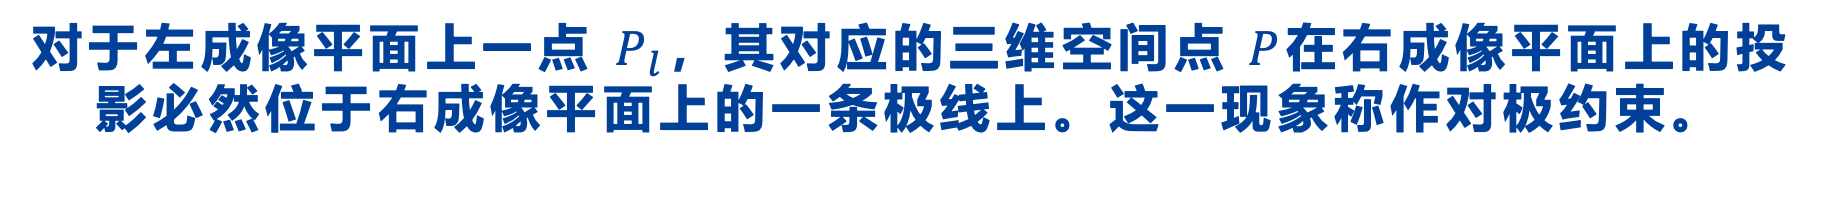 对于左成像平面上一点 P_l，其对应的三维空间点 P在右成像平面上的投
影必然位于右成像平面上的一条极线上。这一现象称作对极约束。